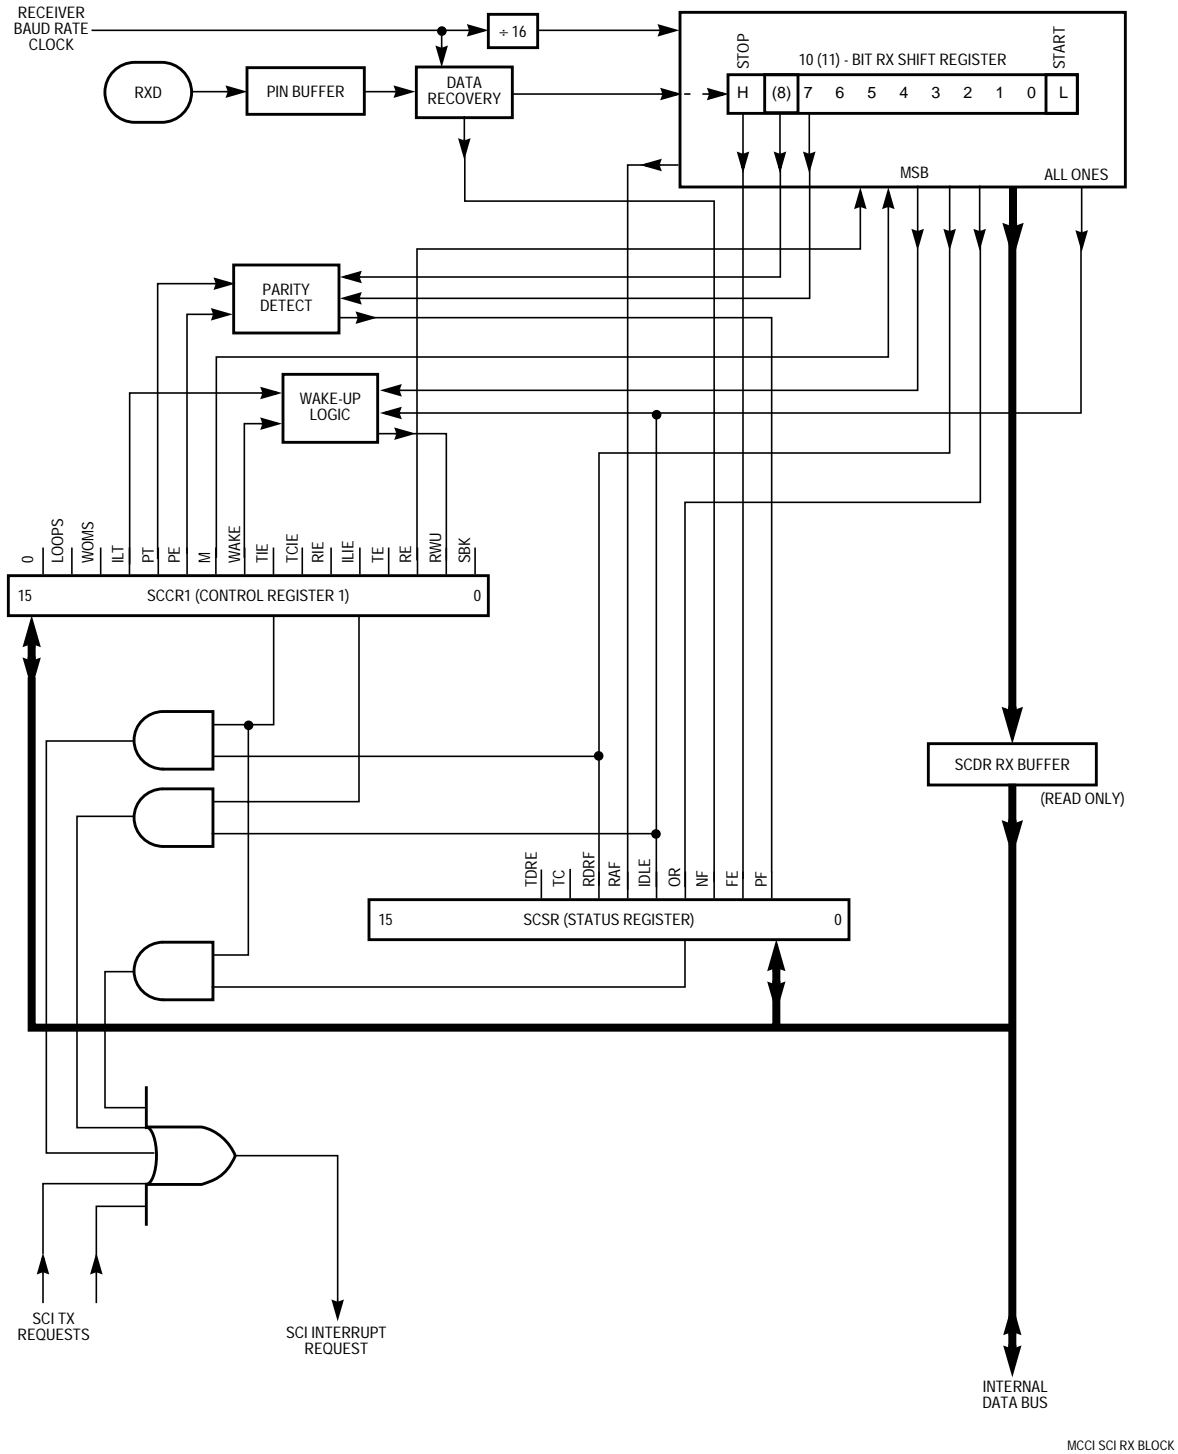 RECEIVER
BAUD RATE
CLOCK
÷ 16
RXD
PIN BUFFER
DATA
RECOVERY
STOP
START
10 (11) - BIT RX SHIFT REGISTER
H (8) 7 6 5 4 3 2 1 0 L
MSB
ALL ONES
PARITY
DETECT
WAKE-UP
LOGIC
0
LOOPS
WOMS
ILT
PT
PE
M
WAKE
TIE
TCIE
RIE
ILIE
TE
RE
RWU
SBK
15 SCCR1 (CONTROL REGISTER 1) 0
SCDR RX BUFFER
(READ ONLY)
TDRE
TC
RDRF
RAF
IDLE
OR
NF
FE
PF
15 SCSR (STATUS REGISTER) 0
SCI TX
REQUESTS
SCI INTERRUPT
REQUEST
INTERNAL
DATA BUS
MCCI SCI RX BLOCK